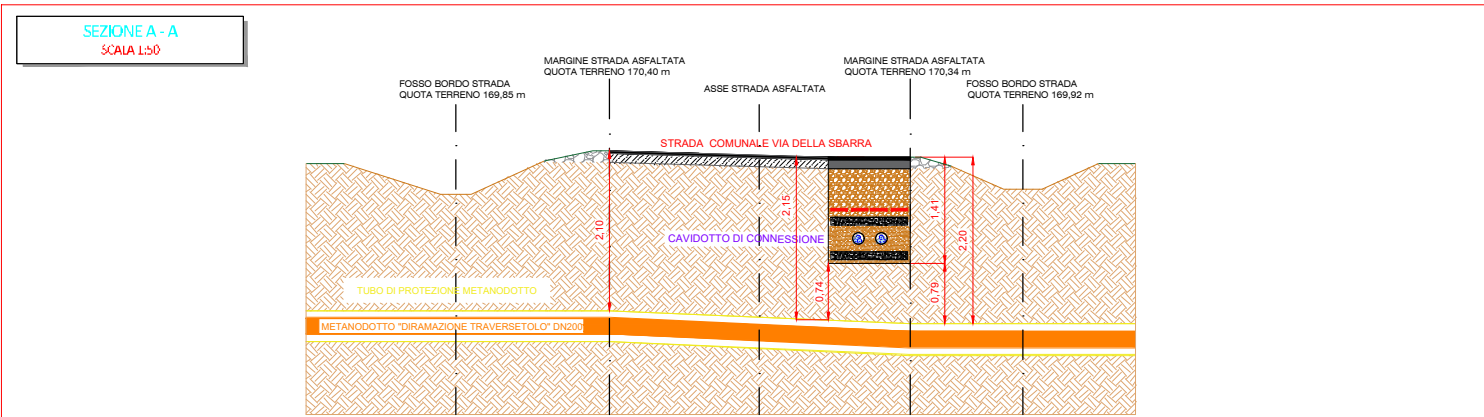 SEZIONE A - A
SCALA 1:50
FOSSO BORDO STRADA
QUOTA TERRENO 169,85 m
MARGINE STRADA ASFALTATA
QUOTA TERRENO 170,40 m
ASSE STRADA ASFALTATA
MARGINE STRADA ASFALTATA
QUOTA TERRENO 170,34 m
FOSSO BORDO STRADA
QUOTA TERRENO 169,92 m
STRADA COMUNALE VIA DELLA SBARRA
2,10
2,15
1,41
2,20
CAVIDOTTO DI CONNESSIONE
0,74
0,79
TUBO DI PROTEZIONE METANODOTTO
METANODOTTO "DIRAMAZIONE TRAVERSETOLO" DN200